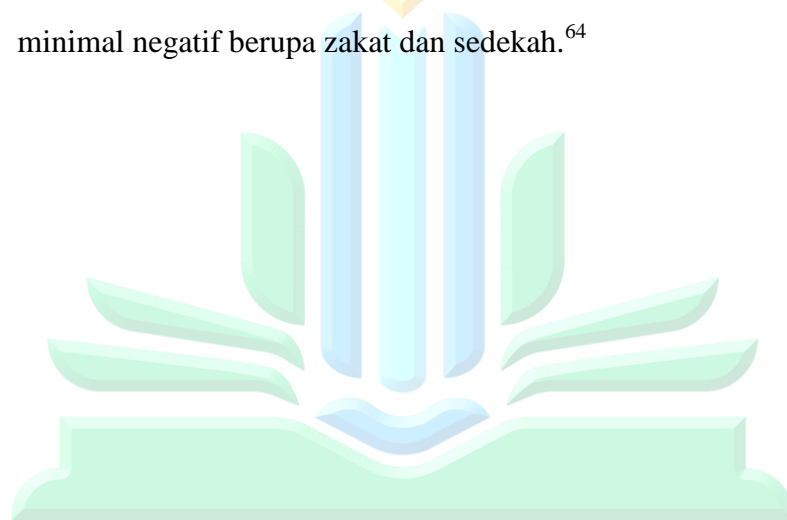 minimal negatif berupa zakat dan sedekah.⁶⁴